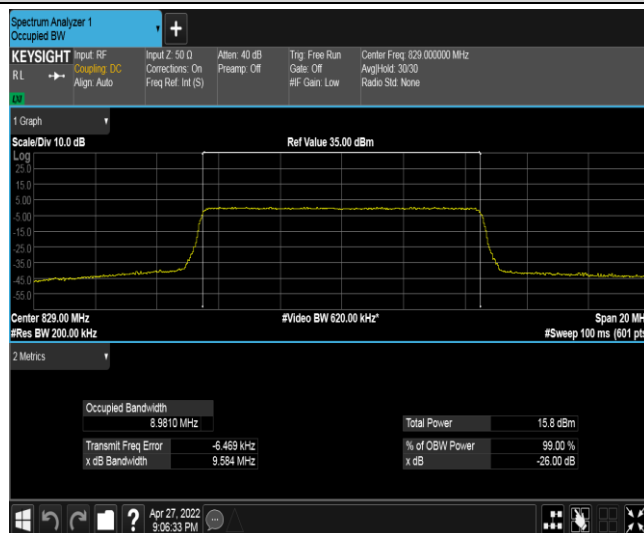 Spectrum Analyzer 1
Occupied BW
+
KEYSIGHT Input: RF Input Z: 50 Ω Atten: 40 dB Trig: Free Run Center Freq: 829.000000 MHz
RL Coupling: DC Corrections: On Preamp: Off Gate: Off Avg|Hold: 30/30
Align: Auto Freq Ref: Int (S) #IF Gain: Low Radio Std: None
1 Graph
Scale/Div 10.0 dB Ref Value 35.00 dBm
Log
25.0
15.0
5.00
-5.00
-15.0
-25.0
-35.0
-45.0
-55.0
Center 829.00 MHz #Video BW 620.00 kHz* Span 20 MH
#Res BW 200.00 kHz #Sweep 100 ms (601 pts
2 Metrics
Occupied Bandwidth
8.9810 MHz Total Power 15.8 dBm
Transmit Freq Error -6.469 kHz % of OBW Power 99.00 %
x dB Bandwidth 9.584 MHz x dB -26.00 dB
? Apr 27, 2022
9:06:33 PM